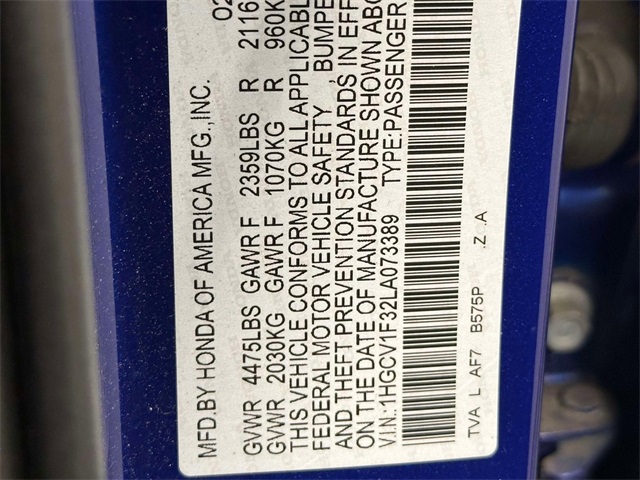 02
MFD.BY HONDA OF AMERICA MFG.,INC.
GVWR 4475LBS GAWR F 2359LBS R 2116
GVWR 2030KG GAWR F 1070KG R 960K
THIS VEHICLE CONFORMS TO ALL APPLICABLE
FEDERAL MOTOR VEHICLE SAFETY BUMPE
AND THEFT PREVENTION STANDARDS IN EFF
ON THE DATE OF MANUFACTURE SHOWN ABO
V.I.N.:1HGCV1F32LA073389 TYPE:PASSENGER
TVA L AF7 B575P .Z .A